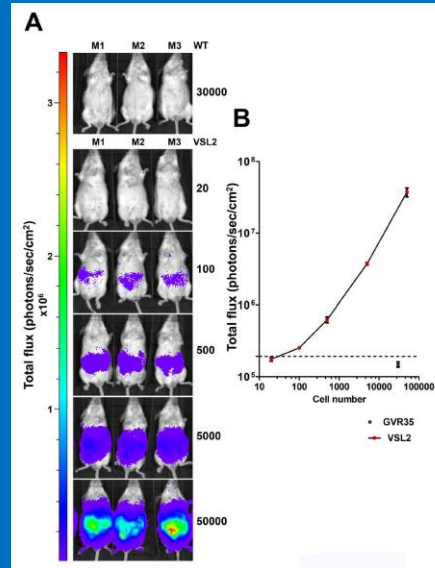 A
M1 M2 M3 WT
30000
M1 M2 M3 VSL2
20
100
500
5000
50000
3
2
1
Total flux (photons/sec/cm²)
x10⁶
B
10⁸
10⁷
10⁶
10⁵
Total flux (photons/sec/cm²)
10 100 1000 10000 100000
Cell number
GVR35
VSL2